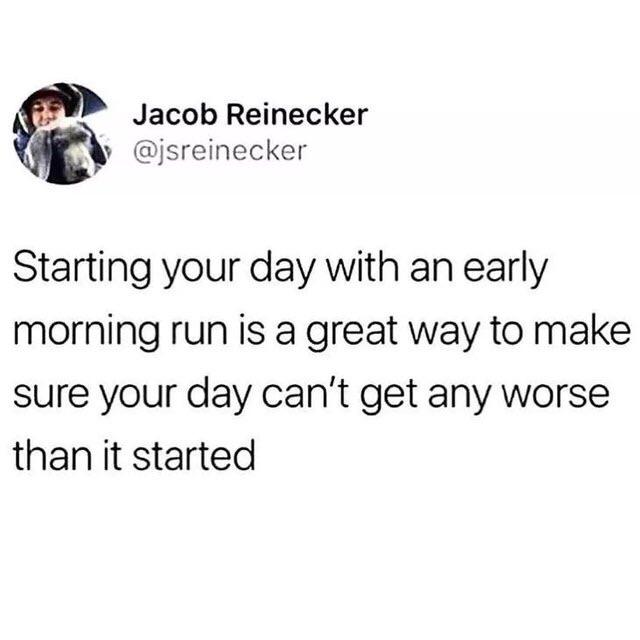 Jacob Reinecker
@jsreinecker
Starting your day with an early
morning run is a great way to make
sure your day can't get any worse
than it started